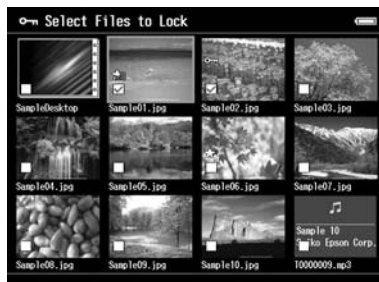 Select Files to Lock
SampleDesktop Sample01.jpg Sample02.jpg Sample03.jpg
Sample04.jpg Sample05.jpg Sample06.jpg Sample07.jpg
Sample 10
Seiko Epson Corp.
Sample08.jpg Sample09.jpg Sample10.jpg T0000009.mp3